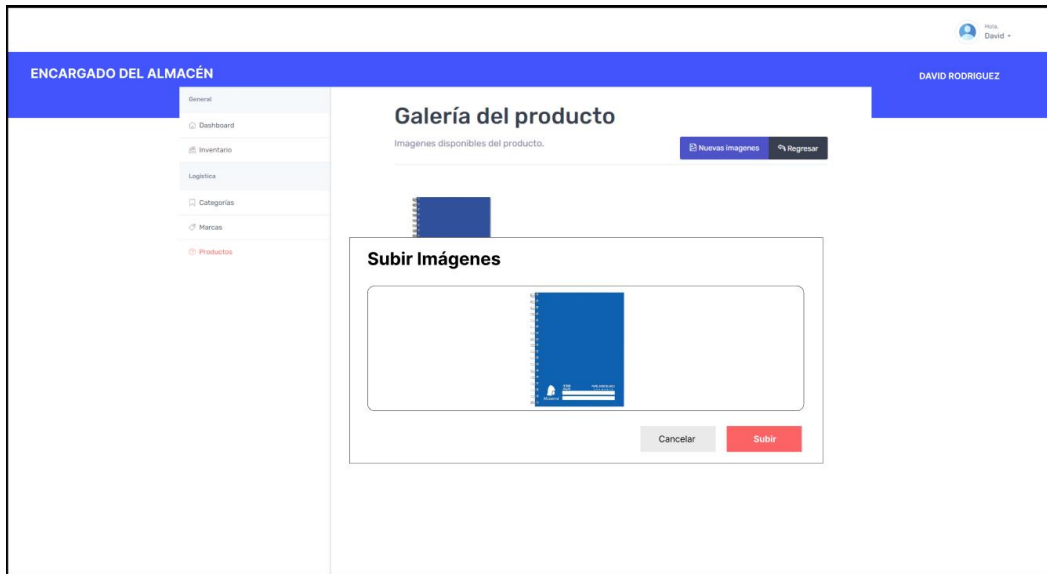 Hola,
David
ENCARGADO DEL ALMACÉN
DAVID RODRIGUEZ
General
Dashboard
Inventario
Logística
Categorías
Marcas
Productos
Galería del producto
Imagenes disponibles del producto.
Nuevas imagenes
Regresar
Subir Imágenes
Cancelar
Subir